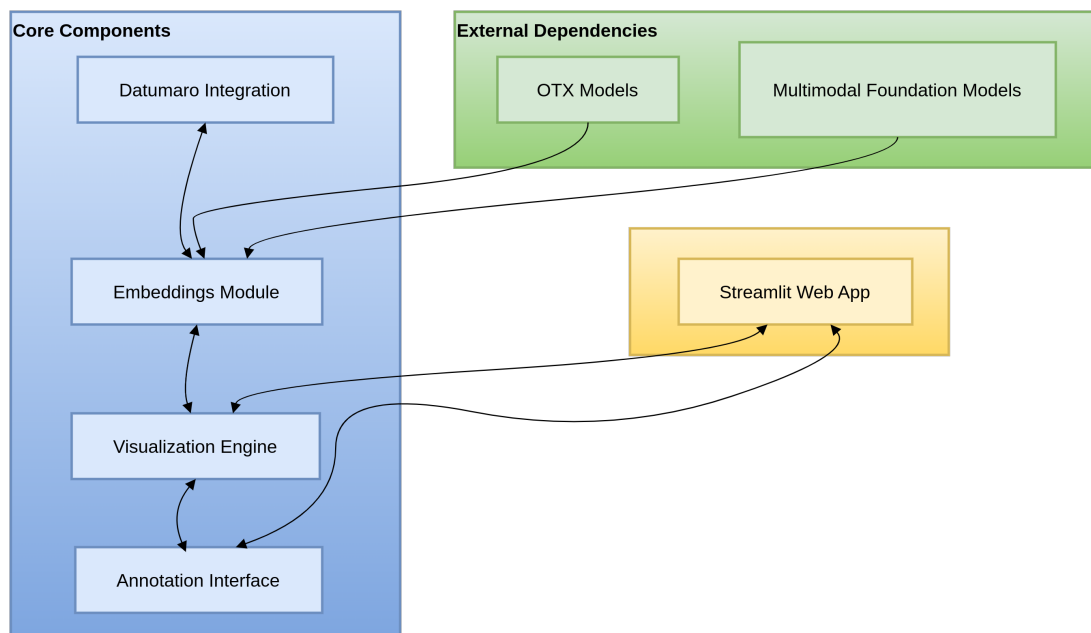 Core Components
Datumaro Integration
Embeddings Module
Visualization Engine
Annotation Interface
External Dependencies
OTX Models
Multimodal Foundation Models
Streamlit Web App